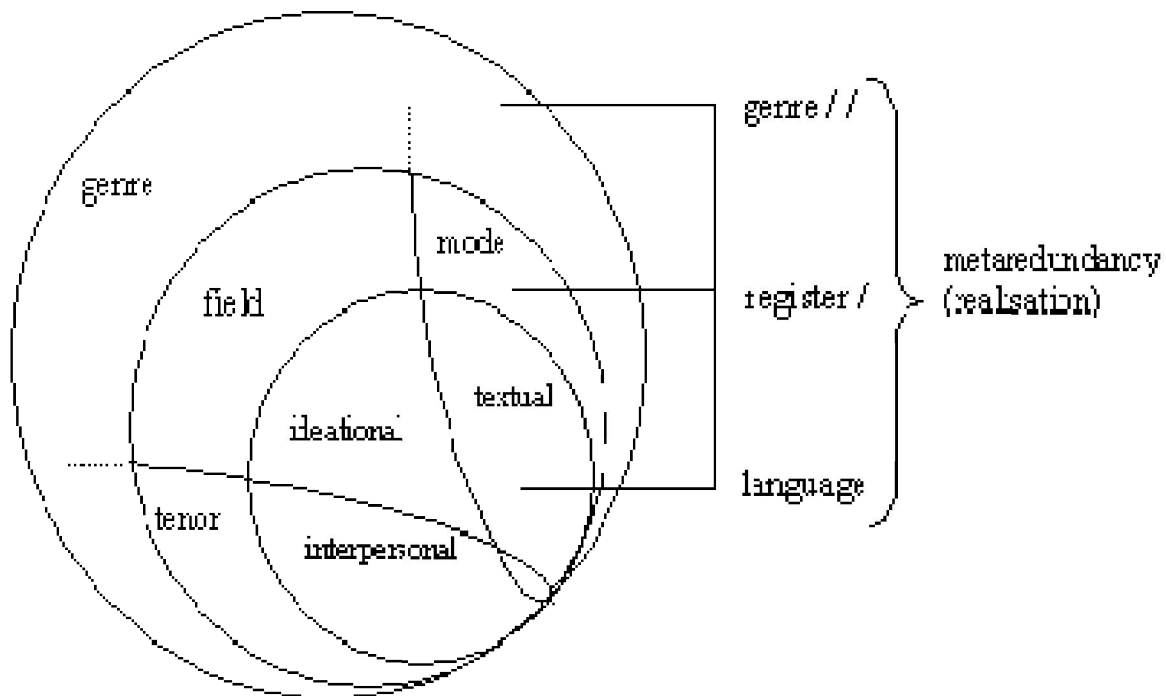 genre
field
mode
ideational
textual
tenor
interpersonal
genre / /
register /
language
metaredundancy
(realisation)